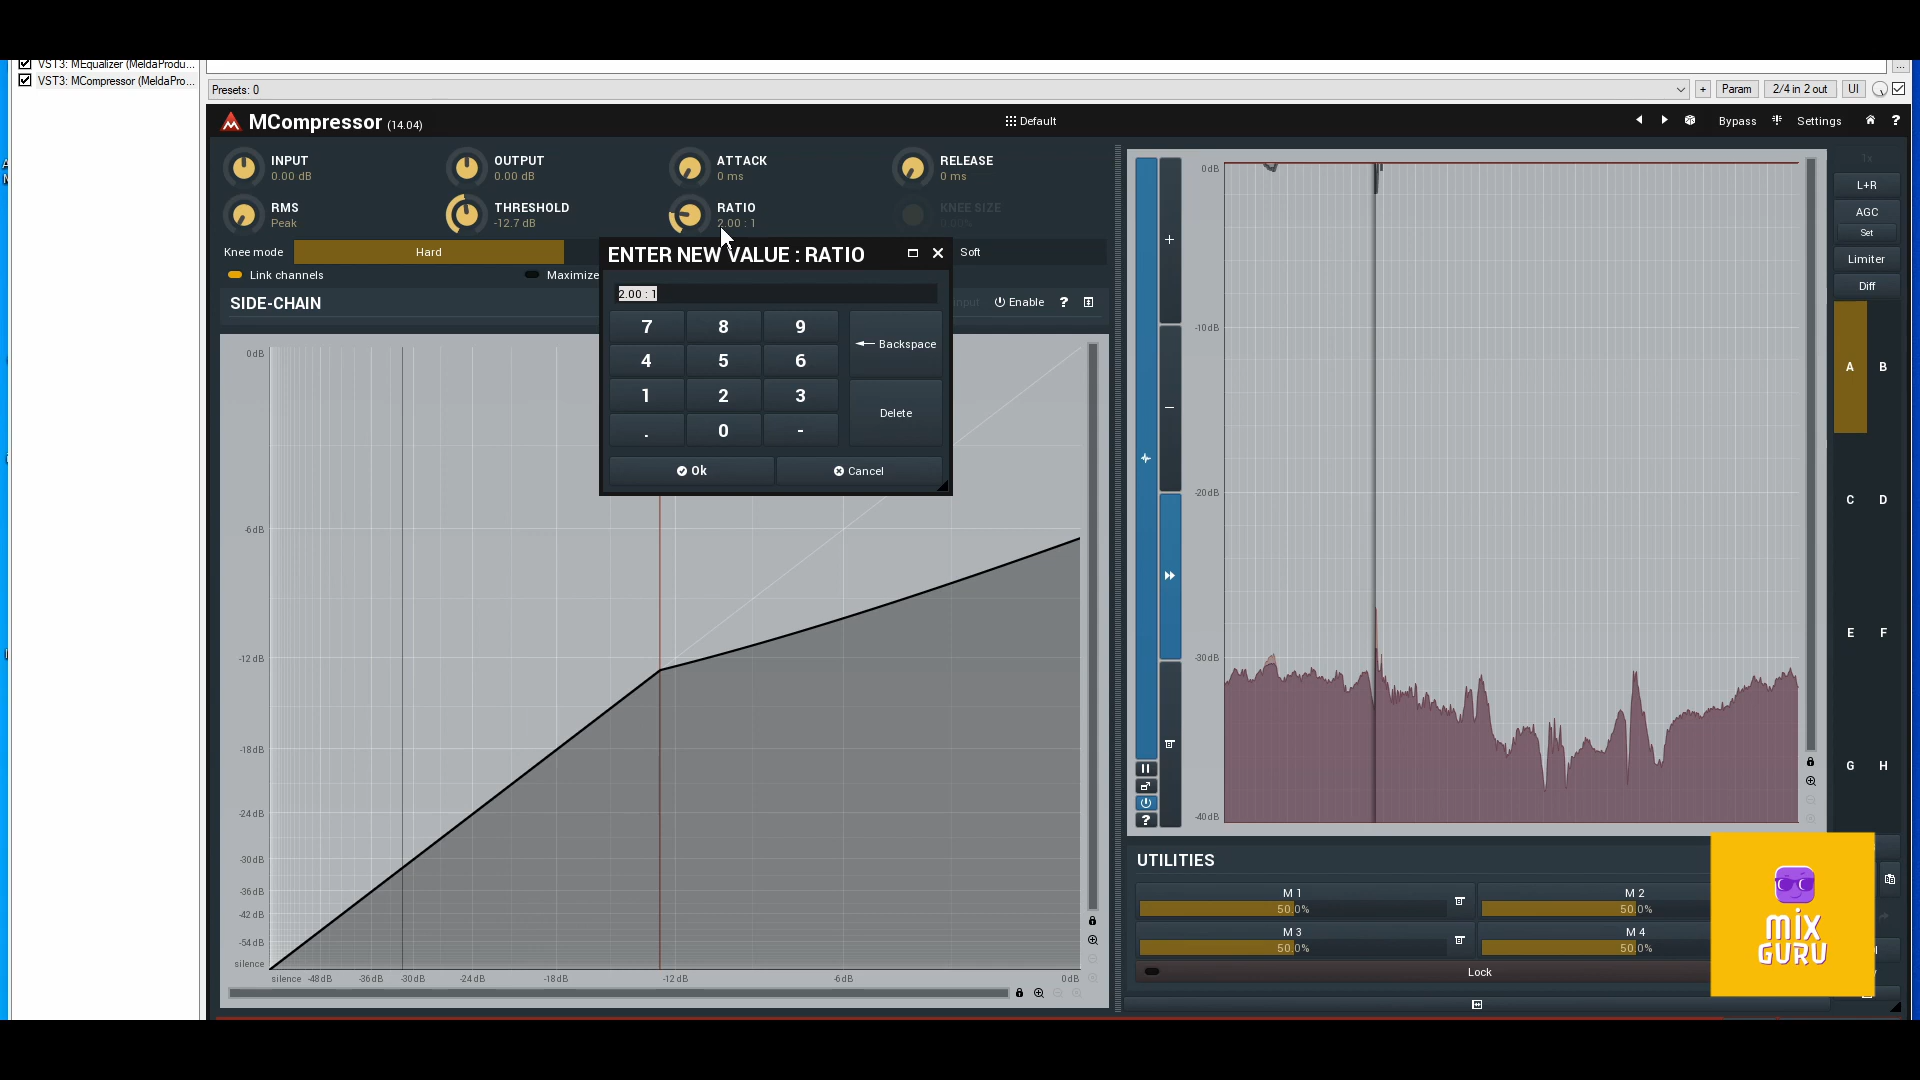 VST3: MEqualizer (MeldaProdu...
VST3: MCompressor (MeldaPro...
...
Presets: 0
+
Param
2/4 in 2 out
UI
MCompressor (14.04)
Default
Bypass
Settings
?
INPUT
0.00 dB
OUTPUT
0.00 dB
ATTACK
0 ms
RELEASE
0 ms
RMS
Peak
THRESHOLD
-12.7 dB
RATIO
2.00 : 1
KNEE SIZE
0.00%
Knee mode
Hard
Soft
Link channels
Maximize
SIDE-CHAIN
input
Enable
?
ENTER NEW VALUE : RATIO
2.00 : 1
7 8 9
Backspace
4 5 6
1 2 3
Delete
. 0 -
Ok
Cancel
0dB
-6dB
-12dB
-18dB
-24dB
-30dB
-36dB
-42dB
-54dB
silence
silence -48dB -36dB -30dB -24dB -18dB -12dB -6dB 0dB
+
−
?
0dB
-10dB
-20dB
-30dB
-40dB
1x
L+R
AGC
Set
Limiter
Diff
A B
C D
E F
G H
UTILITIES
M 1
50.0%
M 2
50.0%
M 3
50.0%
M 4
50.0%
Lock
MIX
GURU